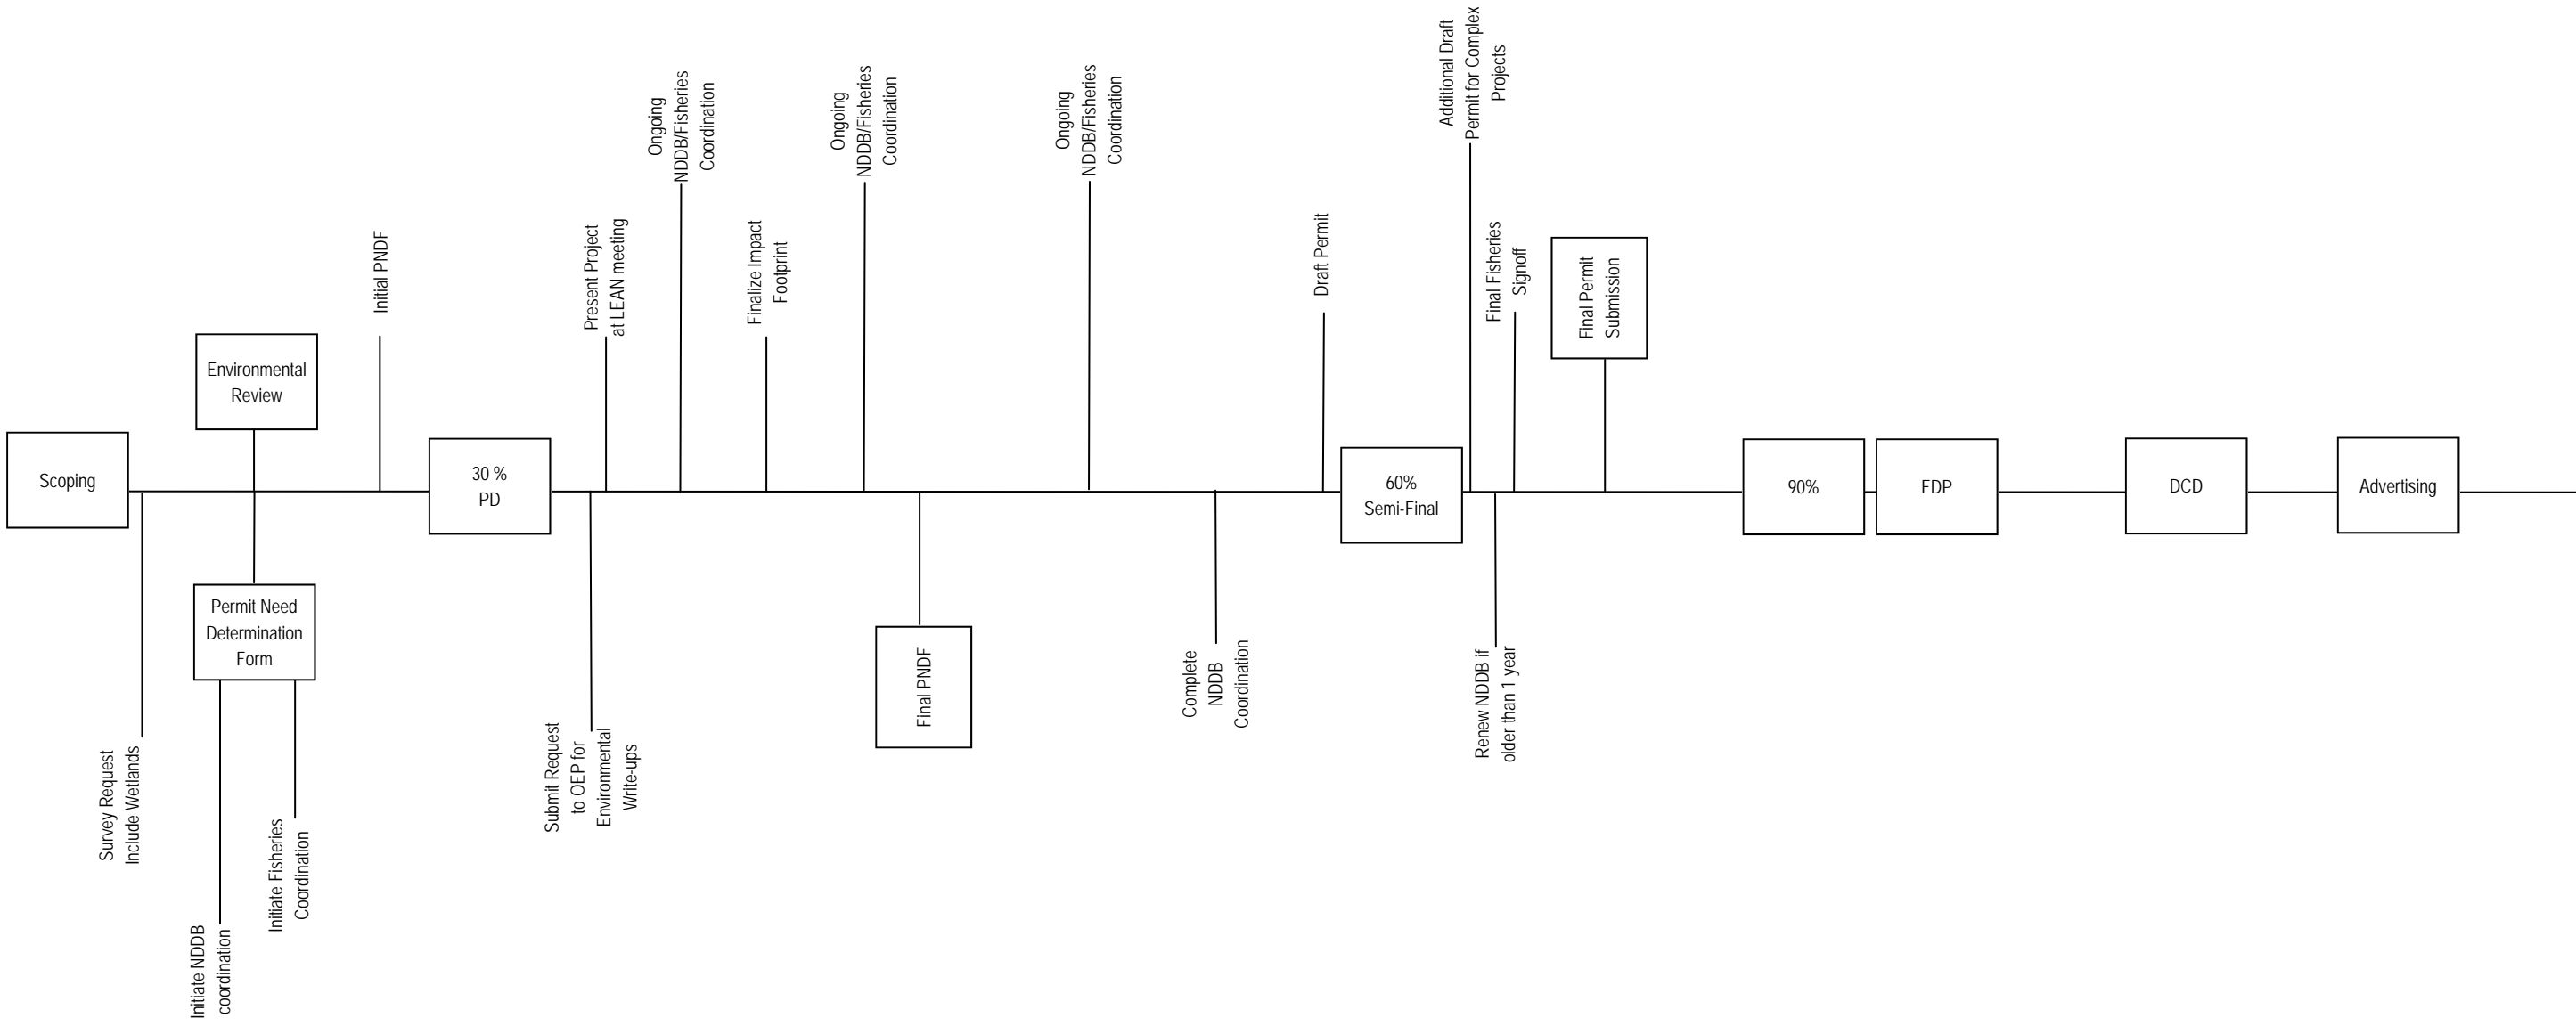 Scoping
Survey Request
Include Wetlands
Environmental
Review
Permit Need
Determination
Form
Initiate NDDB
coordination
Initiate Fisheries
Coordination
Initial PNDF
30 %
PD
Submit Request
to OEP for
Environmental
Write-ups
Present Project
at LEAN meeting
Ongoing
NDDB/Fisheries
Coordination
Finalize Impact
Footprint
Ongoing
NDDB/Fisheries
Coordination
Final PNDF
Ongoing
NDDB/Fisheries
Coordination
Complete
NDDB
Coordination
Draft Permit
60%
Semi-Final
Additional Draft
Permit for Complex
Projects
Renew NDDB if
older than 1 year
Final Fisheries
Signoff
Final Permit
Submission
90%
FDP
DCD
Advertising